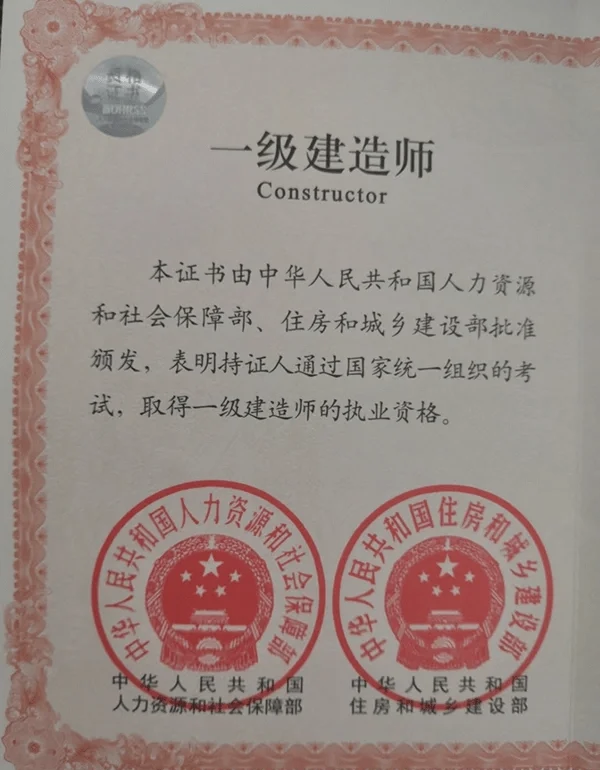 一级建造师
Constructor
本证书由中华人民共和国人力资源
和社会保障部、住房和城乡建设部批准
颁发，表明持证人通过国家统一组织的考
试，取得一级建造师的执业资格。
中华人民共和国人力资源和社会保障部
中华人民共和国住房和城乡建设部
中华人民共和国
人力资源和社会保障部
中华人民共和国
住房和城乡建设部